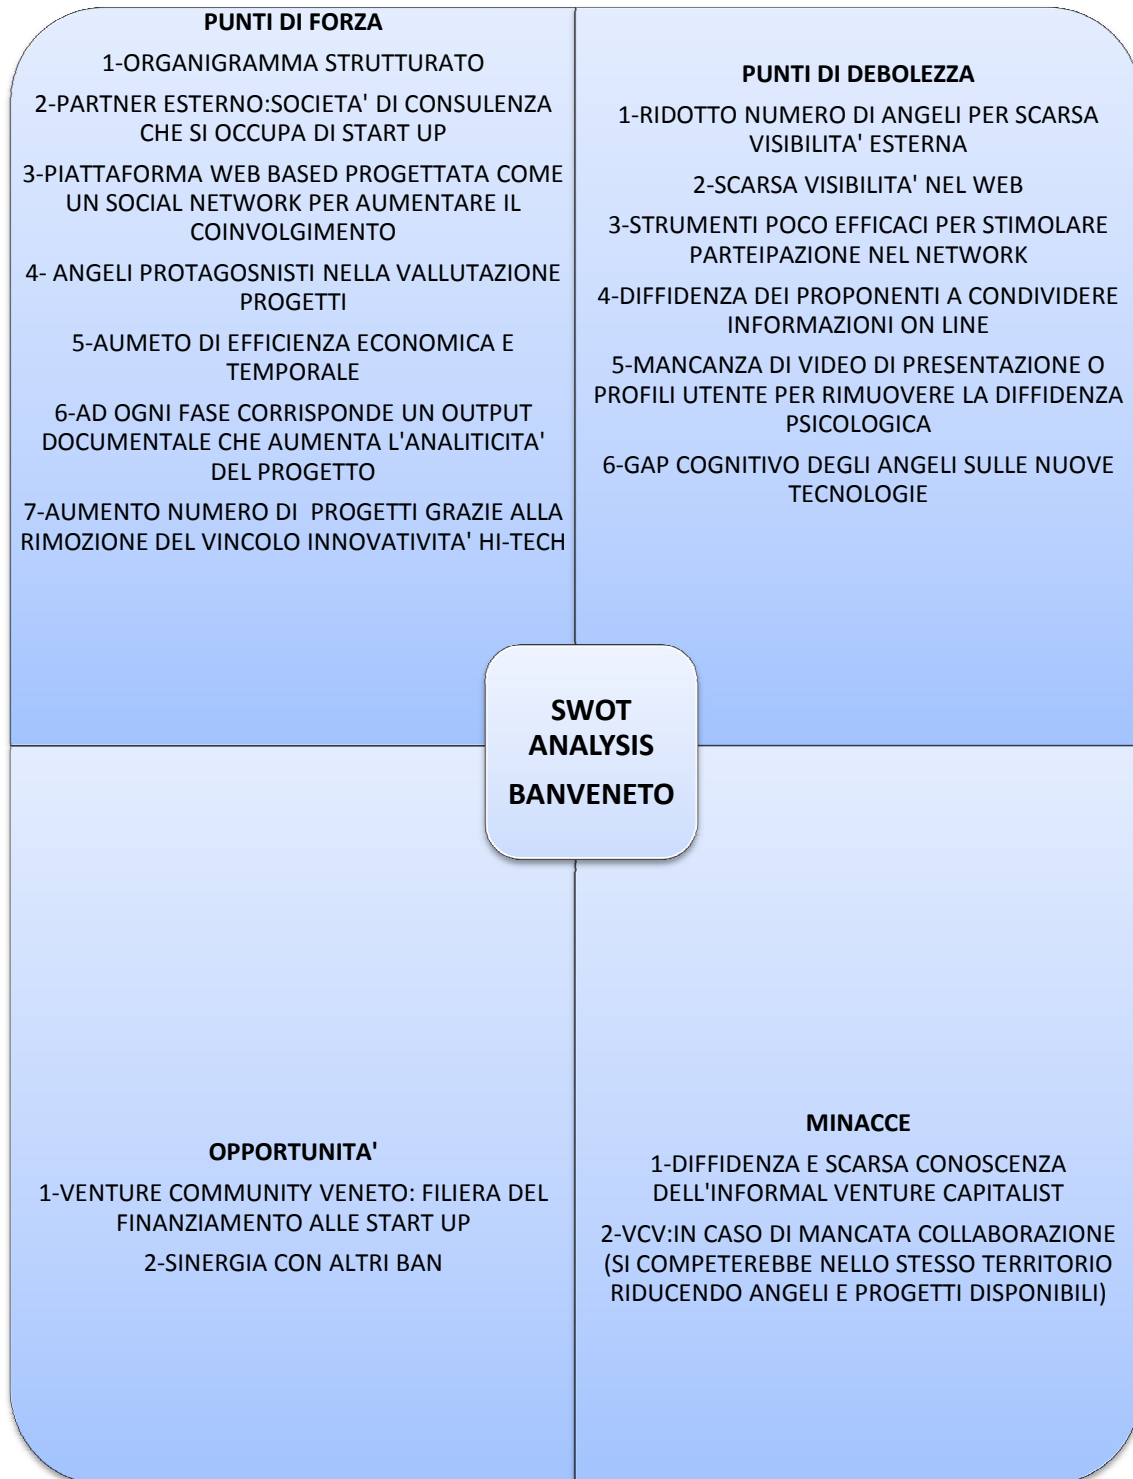 PUNTI DI FORZA
1-ORGANIGRAMMA STRUTTURATO
2-PARTNER ESTERNO:SOCIETA' DI CONSULENZA
CHE SI OCCUPA DI START UP
3-PIATTAFORMA WEB BASED PROGETTATA COME
UN SOCIAL NETWORK PER AUMENTARE IL
COINVOLGIMENTO
4- ANGELI PROTAGOSNISTI NELLA VALLUTAZIONE
PROGETTI
5-AUMETO DI EFFICIENZA ECONOMICA E
TEMPORALE
6-AD OGNI FASE CORRISPONDE UN OUTPUT
DOCUMENTALE CHE AUMENTA L'ANALITICITA'
DEL PROGETTO
7-AUMENTO NUMERO DI  PROGETTI GRAZIE ALLA
RIMOZIONE DEL VINCOLO INNOVATIVITA' HI-TECH
PUNTI DI DEBOLEZZA
1-RIDOTTO NUMERO DI ANGELI PER SCARSA
VISIBILITA' ESTERNA
2-SCARSA VISIBILITA' NEL WEB
3-STRUMENTI POCO EFFICACI PER STIMOLARE
PARTEIPAZIONE NEL NETWORK
4-DIFFIDENZA DEI PROPONENTI A CONDIVIDERE
INFORMAZIONI ON LINE
5-MANCANZA DI VIDEO DI PRESENTAZIONE O
PROFILI UTENTE PER RIMUOVERE LA DIFFIDENZA
PSICOLOGICA
6-GAP COGNITIVO DEGLI ANGELI SULLE NUOVE
TECNOLOGIE
SWOT
ANALYSIS
BANVENETO
OPPORTUNITA'
1-VENTURE COMMUNITY VENETO: FILIERA DEL
FINANZIAMENTO ALLE START UP
2-SINERGIA CON ALTRI BAN
MINACCE
1-DIFFIDENZA E SCARSA CONOSCENZA
DELL'INFORMAL VENTURE CAPITALIST
2-VCV:IN CASO DI MANCATA COLLABORAZIONE
(SI COMPETEREBBE NELLO STESSO TERRITORIO
RIDUCENDO ANGELI E PROGETTI DISPONIBILI)